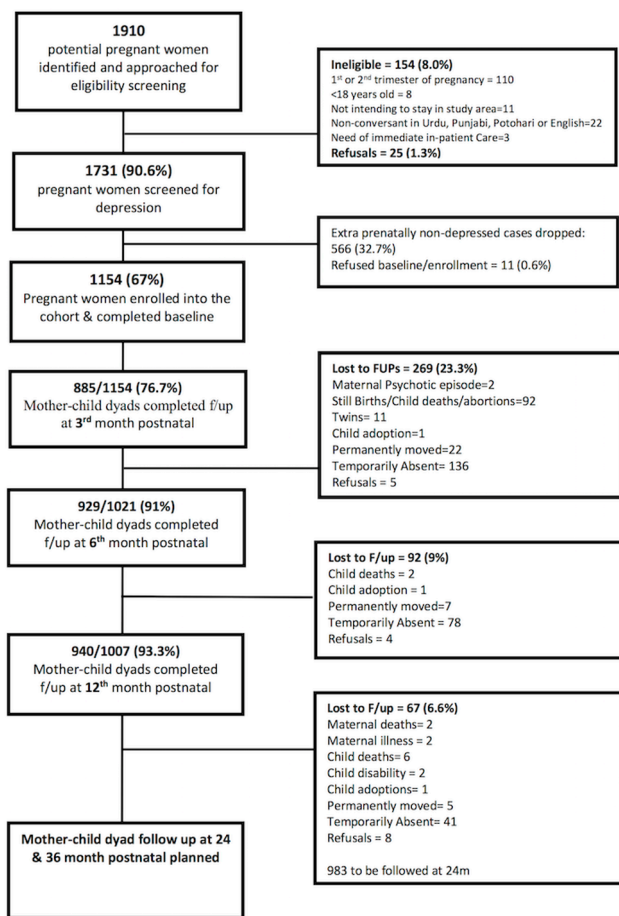 1910
potential pregnant women
identified and approached for
eligibility screening
Ineligible = 154 (8.0%)
1st or 2nd trimester of pregnancy = 110
<18 years old = 8
Not intending to stay in study area=11
Non-conversant in Urdu, Punjabi, Potohari or English=22
Need of immediate in-patient Care=3
Refusals = 25 (1.3%)
1731 (90.6%)
pregnant women screened for
depression
Extra prenatally non-depressed cases dropped:
566 (32.7%)
Refused baseline/enrollment = 11 (0.6%)
1154 (67%)
Pregnant women enrolled into the
cohort & completed baseline
885/1154 (76.7%)
Mother-child dyads completed f/up
at 3rd month postnatal
Lost to FUPs = 269 (23.3%)
Maternal Psychotic episode=2
Still Births/Child deaths/abortions=92
Twins= 11
Child adoption=1
Permanently moved=22
Temporarily Absent= 136
Refusals = 5
929/1021 (91%)
Mother-child dyads completed
f/up at 6th month postnatal
Lost to F/up = 92 (9%)
Child deaths = 2
Child adoption = 1
Permanently moved=7
Temporarily Absent = 78
Refusals = 4
940/1007 (93.3%)
Mother-child dyads completed
f/up at 12th month postnatal
Lost to F/up = 67 (6.6%)
Maternal deaths= 2
Maternal illness = 2
Child deaths= 6
Child disability = 2
Child adoptions= 1
Permanently moved= 5
Temporarily Absent= 41
Refusals = 8
983 to be followed at 24m
Mother-child dyad follow up at 24
& 36 month postnatal planned